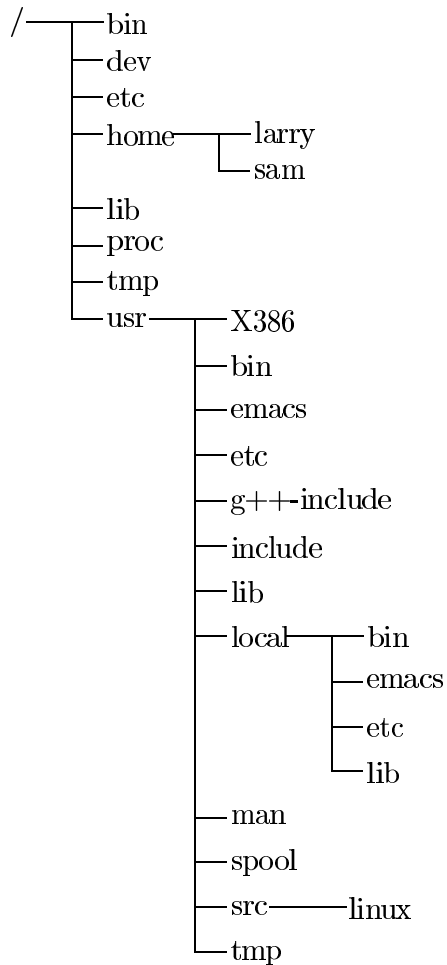 / bin
dev
etc
home larry
sam
lib
proc
tmp
usr X386
bin
emacs
etc
g++-include
include
lib
local bin
emacs
etc
lib
man
spool
src linux
tmp